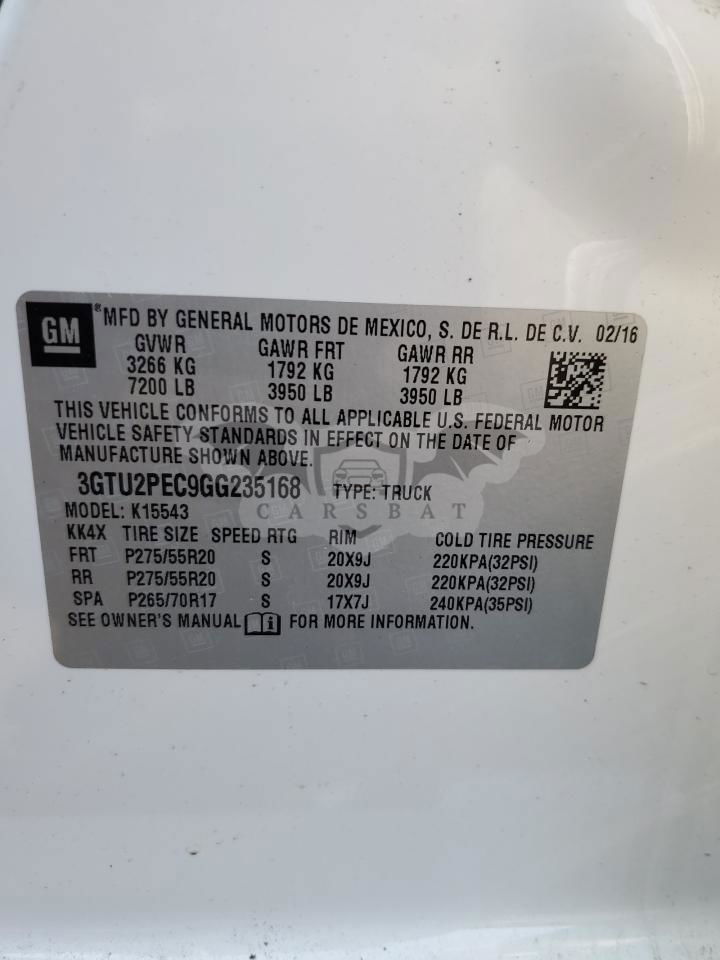 GM ® MFD BY GENERAL MOTORS DE MEXICO, S. DE R.L. DE C.V. 02/16
GVWR GAWR FRT GAWR RR
3266 KG 1792 KG 1792 KG
7200 LB 3950 LB 3950 LB
THIS VEHICLE CONFORMS TO ALL APPLICABLE U.S. FEDERAL MOTOR
VEHICLE SAFETY STANDARDS IN EFFECT ON THE DATE OF
MANUFACTURE SHOWN ABOVE.
3GTU2PEC9GG235168 TYPE: TRUCK
CARSBAT
MODEL: K15543
KK4X TIRE SIZE SPEED RTG RIM COLD TIRE PRESSURE
FRT P275/55R20 S 20X9J 220KPA(32PSI)
RR P275/55R20 S 20X9J 220KPA(32PSI)
SPA P265/70R17 S 17X7J 240KPA(35PSI)
SEE OWNER'S MANUAL i FOR MORE INFORMATION.